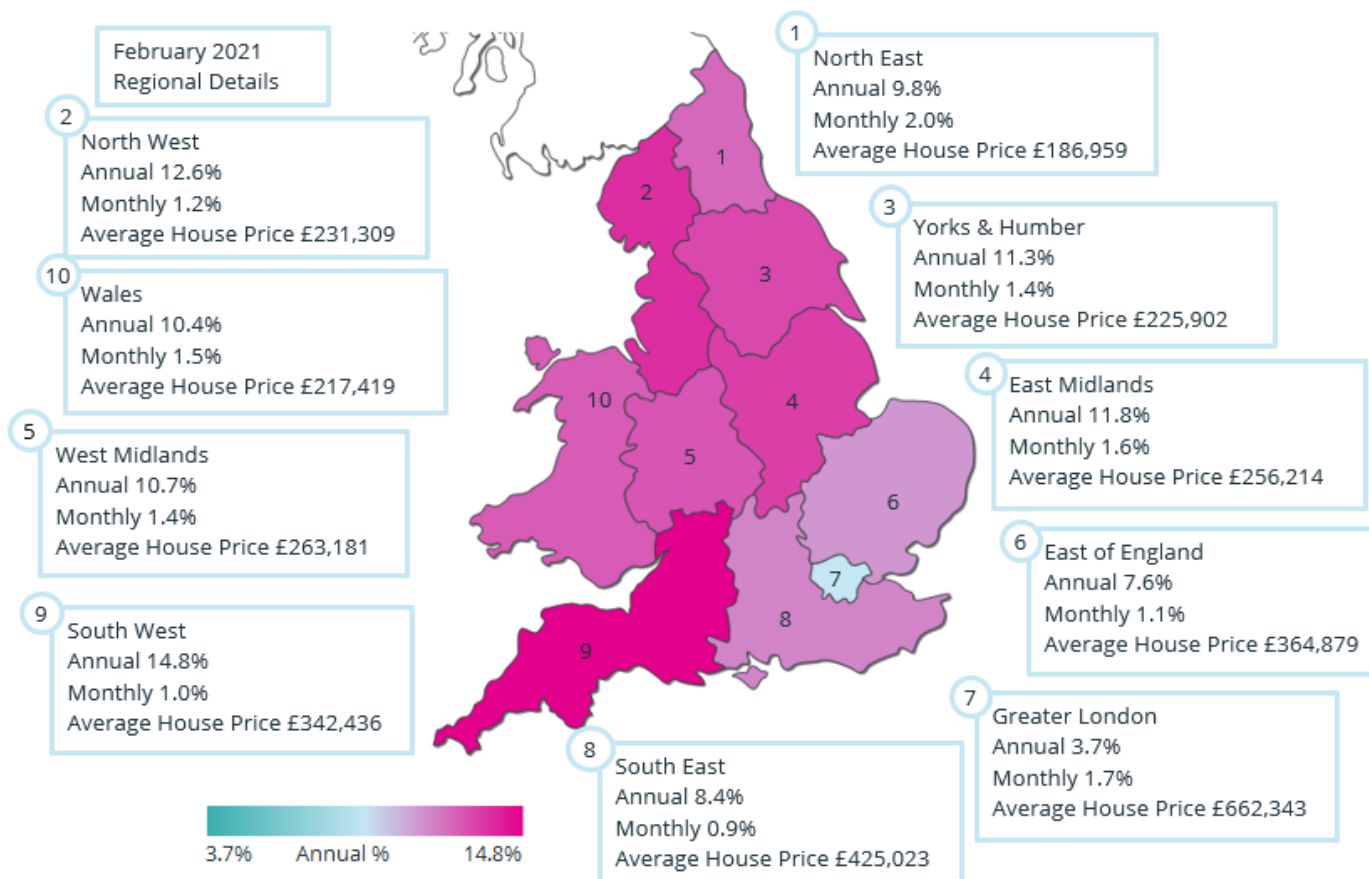 February 2021
Regional Details
1
North East
Annual 9.8%
Monthly 2.0%
Average House Price £186,959
2
North West
Annual 12.6%
Monthly 1.2%
Average House Price £231,309
3
Yorks & Humber
Annual 11.3%
Monthly 1.4%
Average House Price £225,902
10
Wales
Annual 10.4%
Monthly 1.5%
Average House Price £217,419
4
East Midlands
Annual 11.8%
Monthly 1.6%
Average House Price £256,214
5
West Midlands
Annual 10.7%
Monthly 1.4%
Average House Price £263,181
6
East of England
Annual 7.6%
Monthly 1.1%
Average House Price £364,879
9
South West
Annual 14.8%
Monthly 1.0%
Average House Price £342,436
7
Greater London
Annual 3.7%
Monthly 1.7%
Average House Price £662,343
8
South East
Annual 8.4%
Monthly 0.9%
Average House Price £425,023
1
2
3
10
4
5
6
7
8
9
3.7% Annual % 14.8%